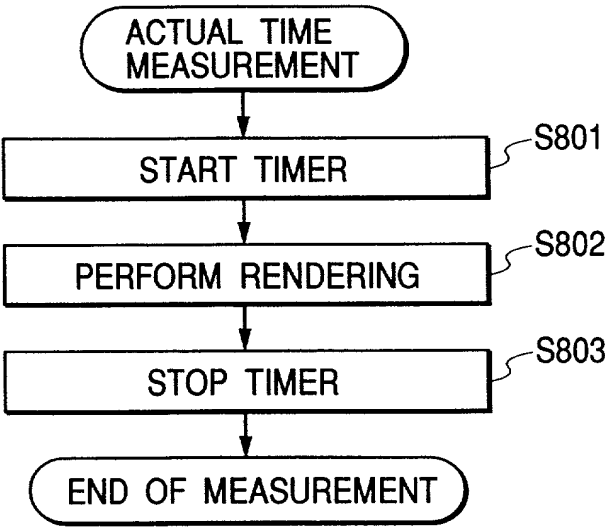 ACTUAL TIME
MEASUREMENT
START TIMER
S801
PERFORM RENDERING
S802
STOP TIMER
S803
END OF MEASUREMENT